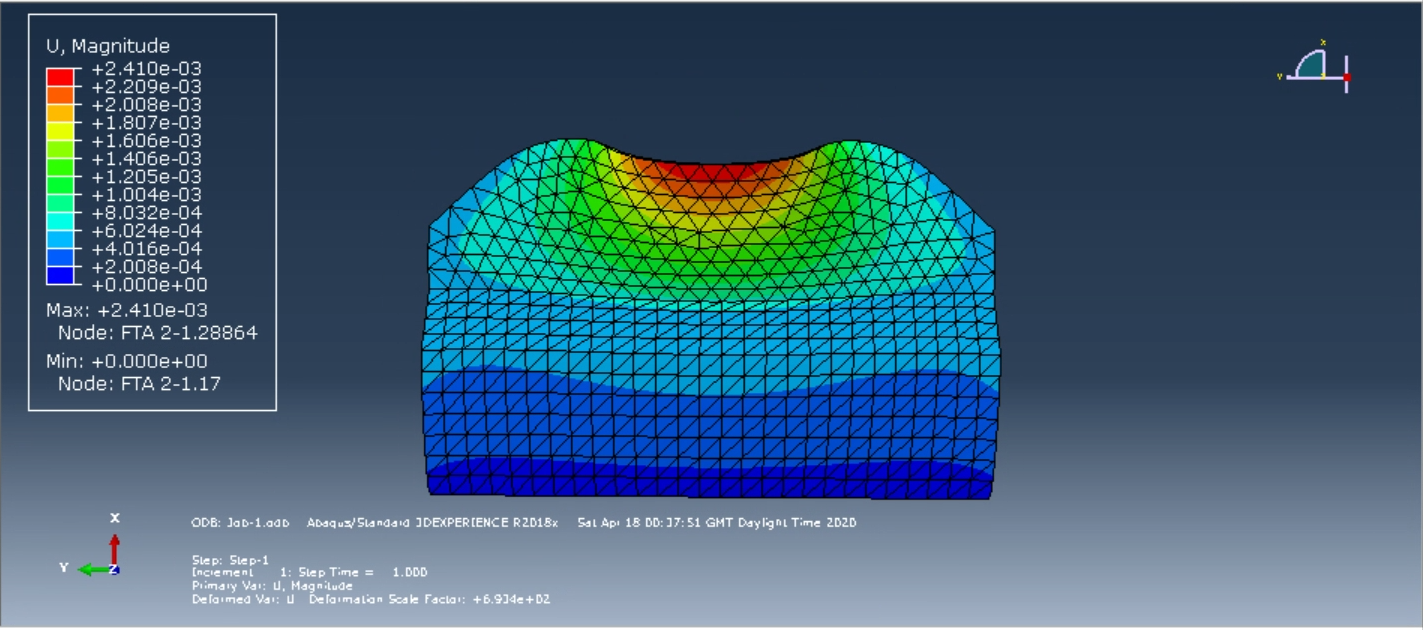 U, Magnitude
+2.410e-03
+2.209e-03
+2.008e-03
+1.807e-03
+1.606e-03
+1.406e-03
+1.205e-03
+1.004e-03
+8.032e-04
+6.024e-04
+4.016e-04
+2.008e-04
+0.000e+00
Max: +2.410e-03
Node: FTA 2-1.28864
Min: +0.000e+00
Node: FTA 2-1.17
X
Y
X
Y
Z
ODB: Job-1.odb Abaqus/Standard 3DEXPERIENCE R2018x Sat Apr 18 00:37:51 GMT Daylight Time 2020
Step: Step-1
Increment 1: Step Time = 1.000
Primary Var: U, Magnitude
Deformed Var: U Deformation Scale Factor: +6.934e+02